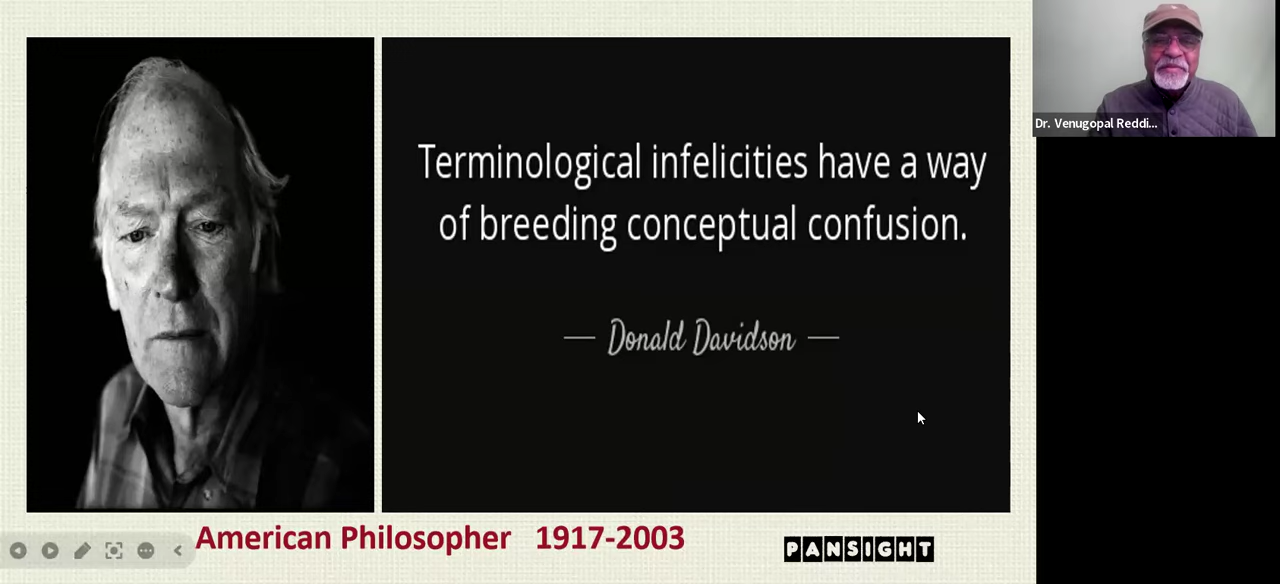 Terminological infelicities have a way
of breeding conceptual confusion.
— Donald Davidson —
American Philosopher 1917-2003
PANSIGHT
Dr. Venugopal Reddi...